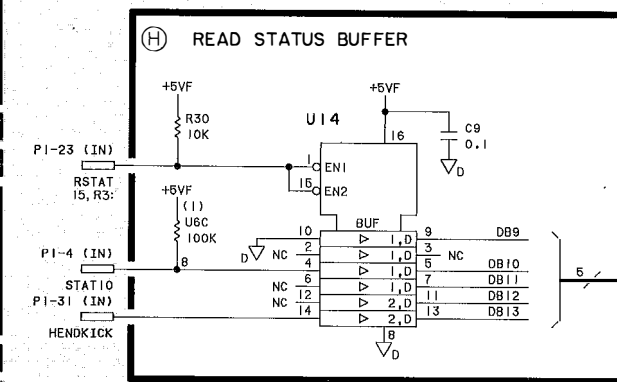 H READ STATUS BUFFER
+5VF
+5VF
R30
10K
U14
16
C9
0.1
D
P1-23 (IN)
1
EN1
RSTAT
15, R3:
15
EN2
+5VF
(1)
U6C
100K
BUF
10
1,D
9
DB9
D
NC
2
1,D
3
NC
P1-4 (IN)
8
4
1,D
5
DB10
5
STAT10
NC
6
1,D
7
DB11
P1-31 (IN)
NC
12
2,D
11
DB12
14
2,D
13
DB13
HENDKICK
8
D